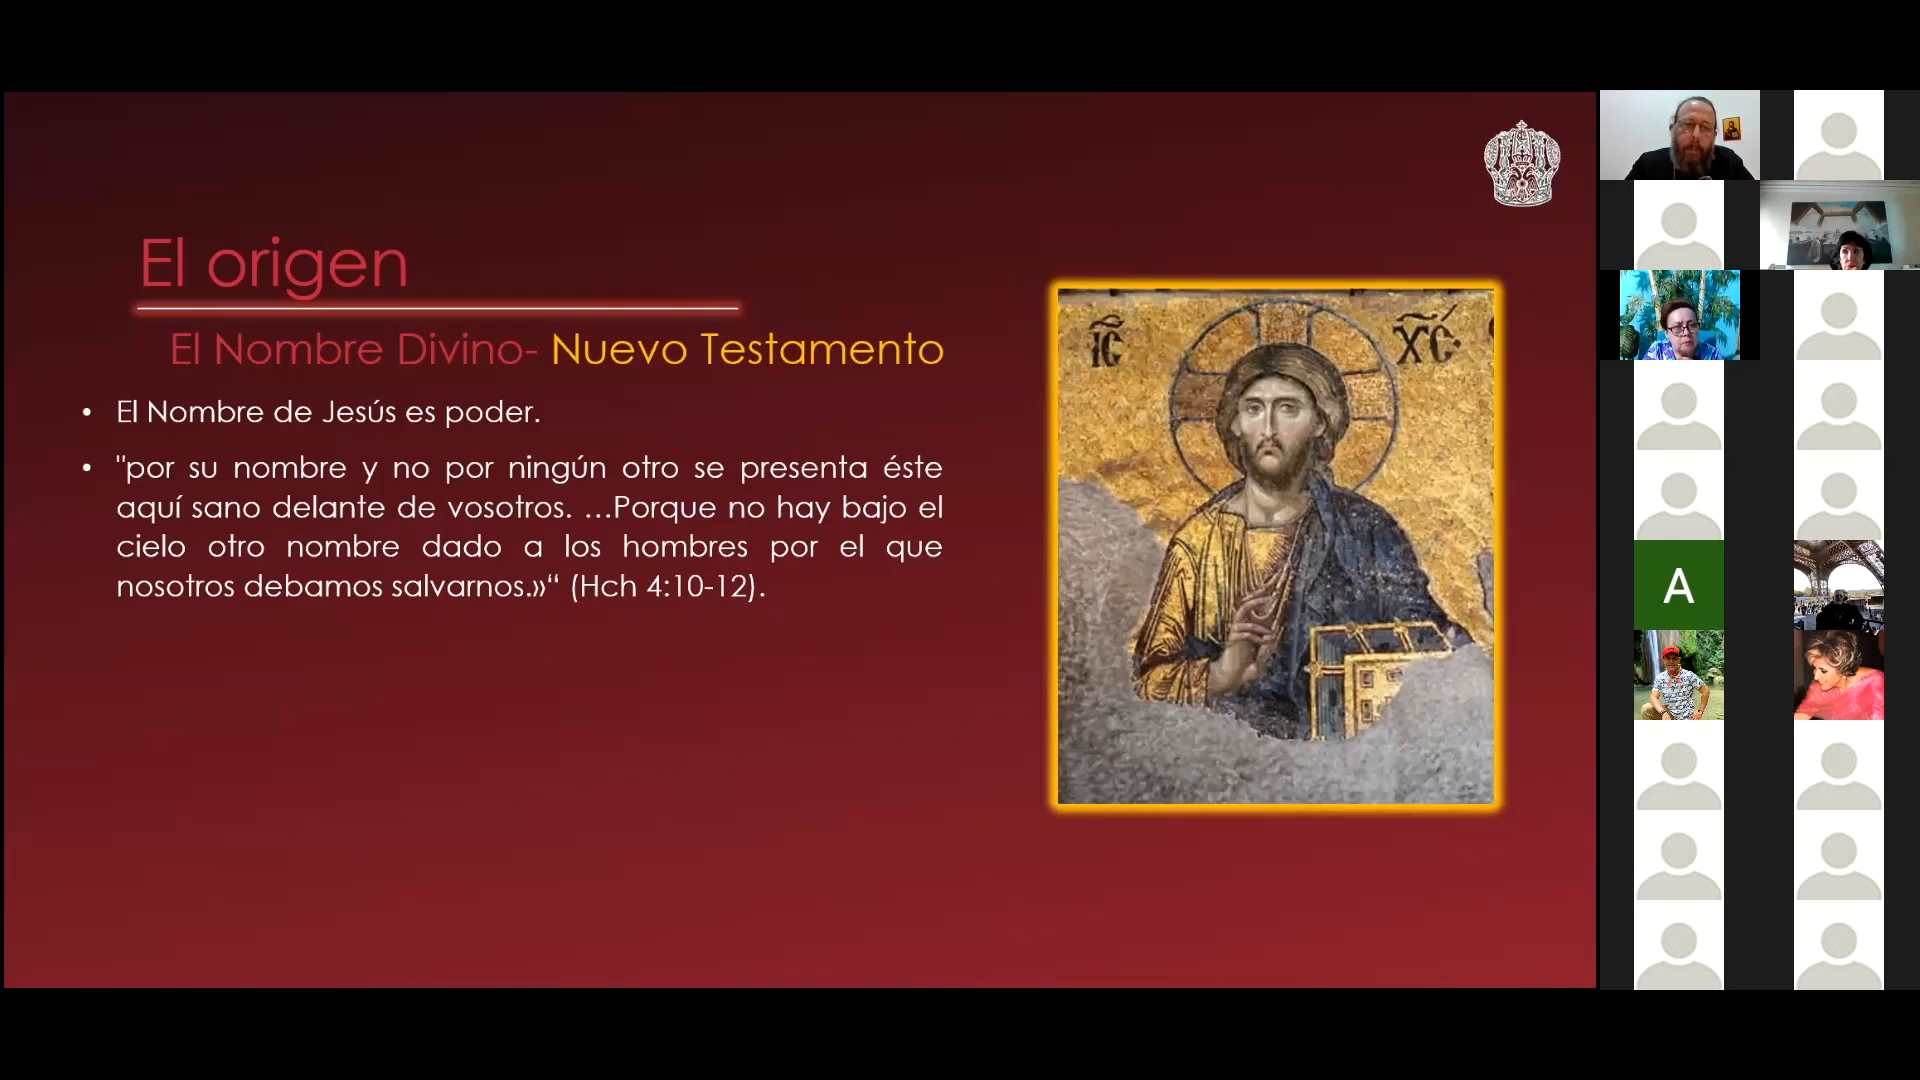 El origen
El Nombre Divino- Nuevo Testamento
• El Nombre de Jesús es poder.
• "por su nombre y no por ningún otro se presenta éste
aquí sano delante de vosotros. …Porque no hay bajo el
cielo otro nombre dado a los hombres por el que
nosotros debamos salvarnos.»“ (Hch 4:10-12).
IC XC
A